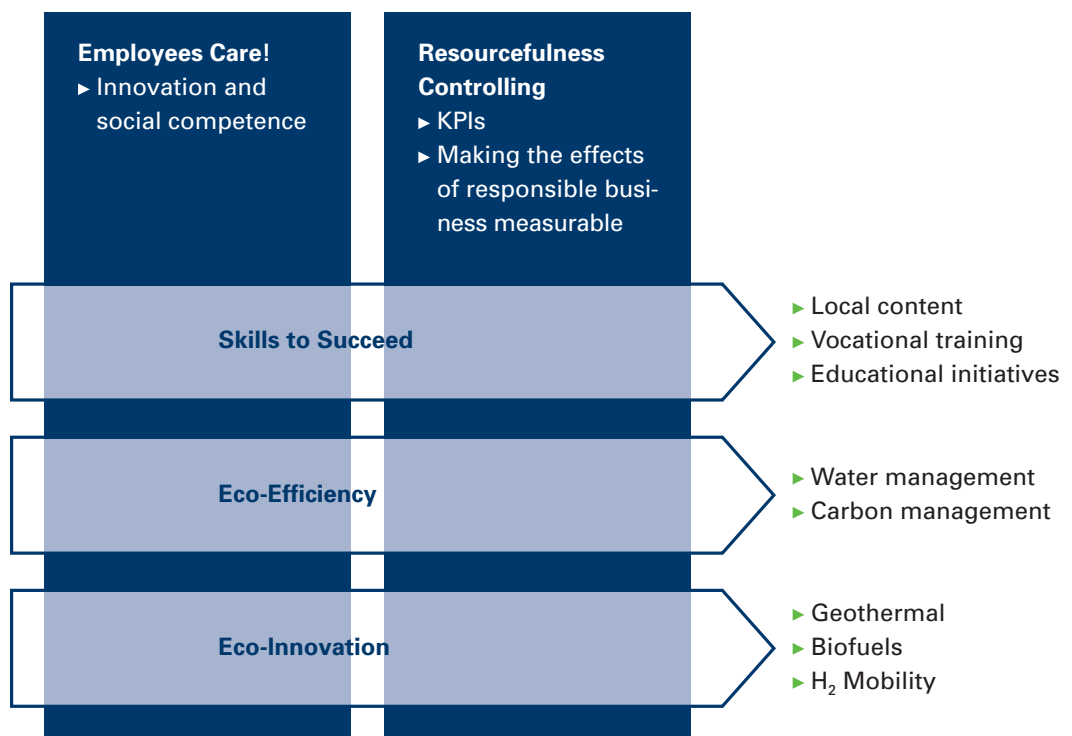 Employees Care!
► Innovation and
social competence
Resourcefulness
Controlling
► KPIs
► Making the effects
of responsible busi-
ness measurable
Skills to Succeed
► Local content
► Vocational training
► Educational initiatives
Eco-Efficiency
► Water management
► Carbon management
Eco-Innovation
► Geothermal
► Biofuels
► H₂ Mobility